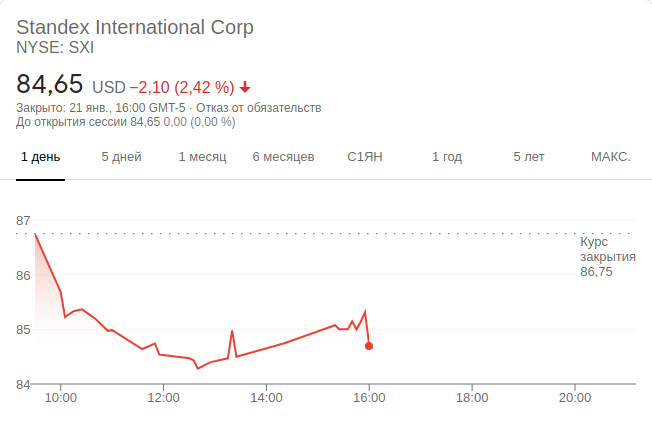 Standex International Corp
NYSE: SXI
84,65 USD −2,10 (2,42 %)
Закрыто: 21 янв., 16:00 GMT-5 · Отказ от обязательств
До открытия сессии 84,65 0,00 (0,00 %)
1 день 5 дней 1 месяц 6 месяцев С1ЯН 1 год 5 лет МАКС.
87
Курс
закрытия
86,75
86
85
84
10:00 12:00 14:00 16:00 18:00 20:00